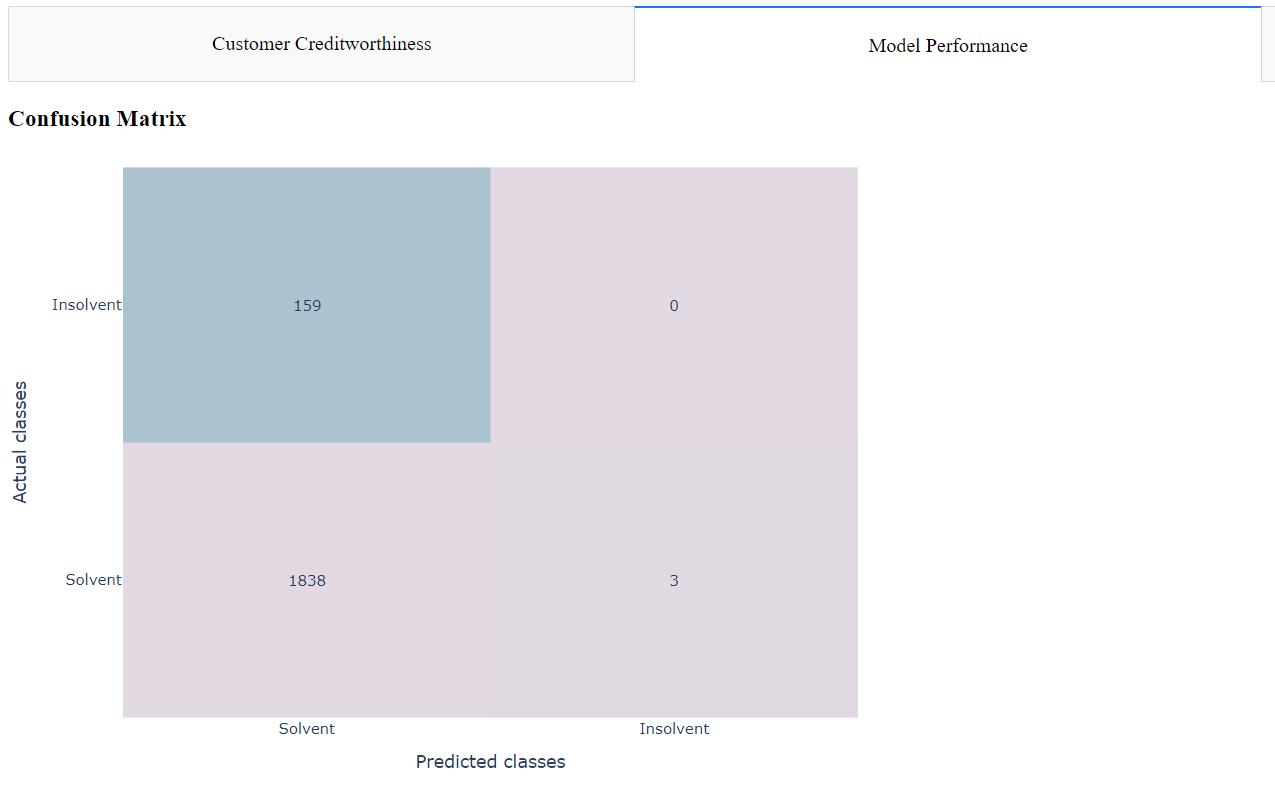 Customer Creditworthiness
Model Performance
Confusion Matrix
Insolvent
159
0
Actual classes
Solvent
1838
3
Solvent
Insolvent
Predicted classes